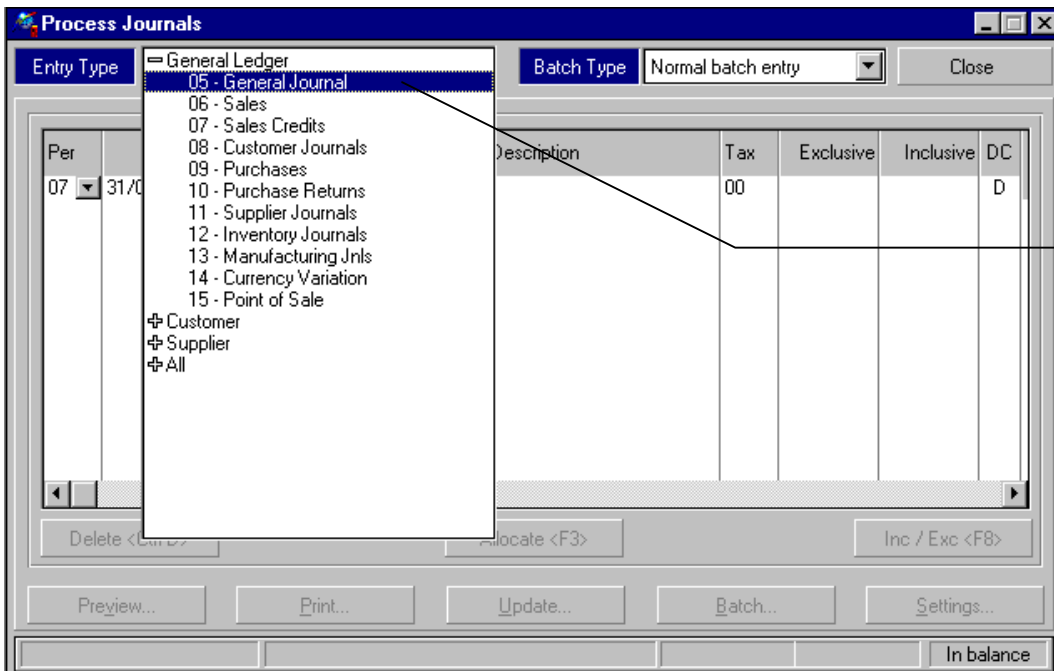 Process Journals
Entry Type
General Ledger
05 - General Journal
06 - Sales
07 - Sales Credits
08 - Customer Journals
09 - Purchases
10 - Purchase Returns
11 - Supplier Journals
12 - Inventory Journals
13 - Manufacturing Jnls
14 - Currency Variation
15 - Point of Sale
Customer
Supplier
All
Batch Type Normal batch entry Close
Per Description Tax Exclusive Inclusive DC
07 00 D
Delete Allocate <F3> Inc / Exc <F8>
Preview... Print... Update... Batch... Settings...
In balance